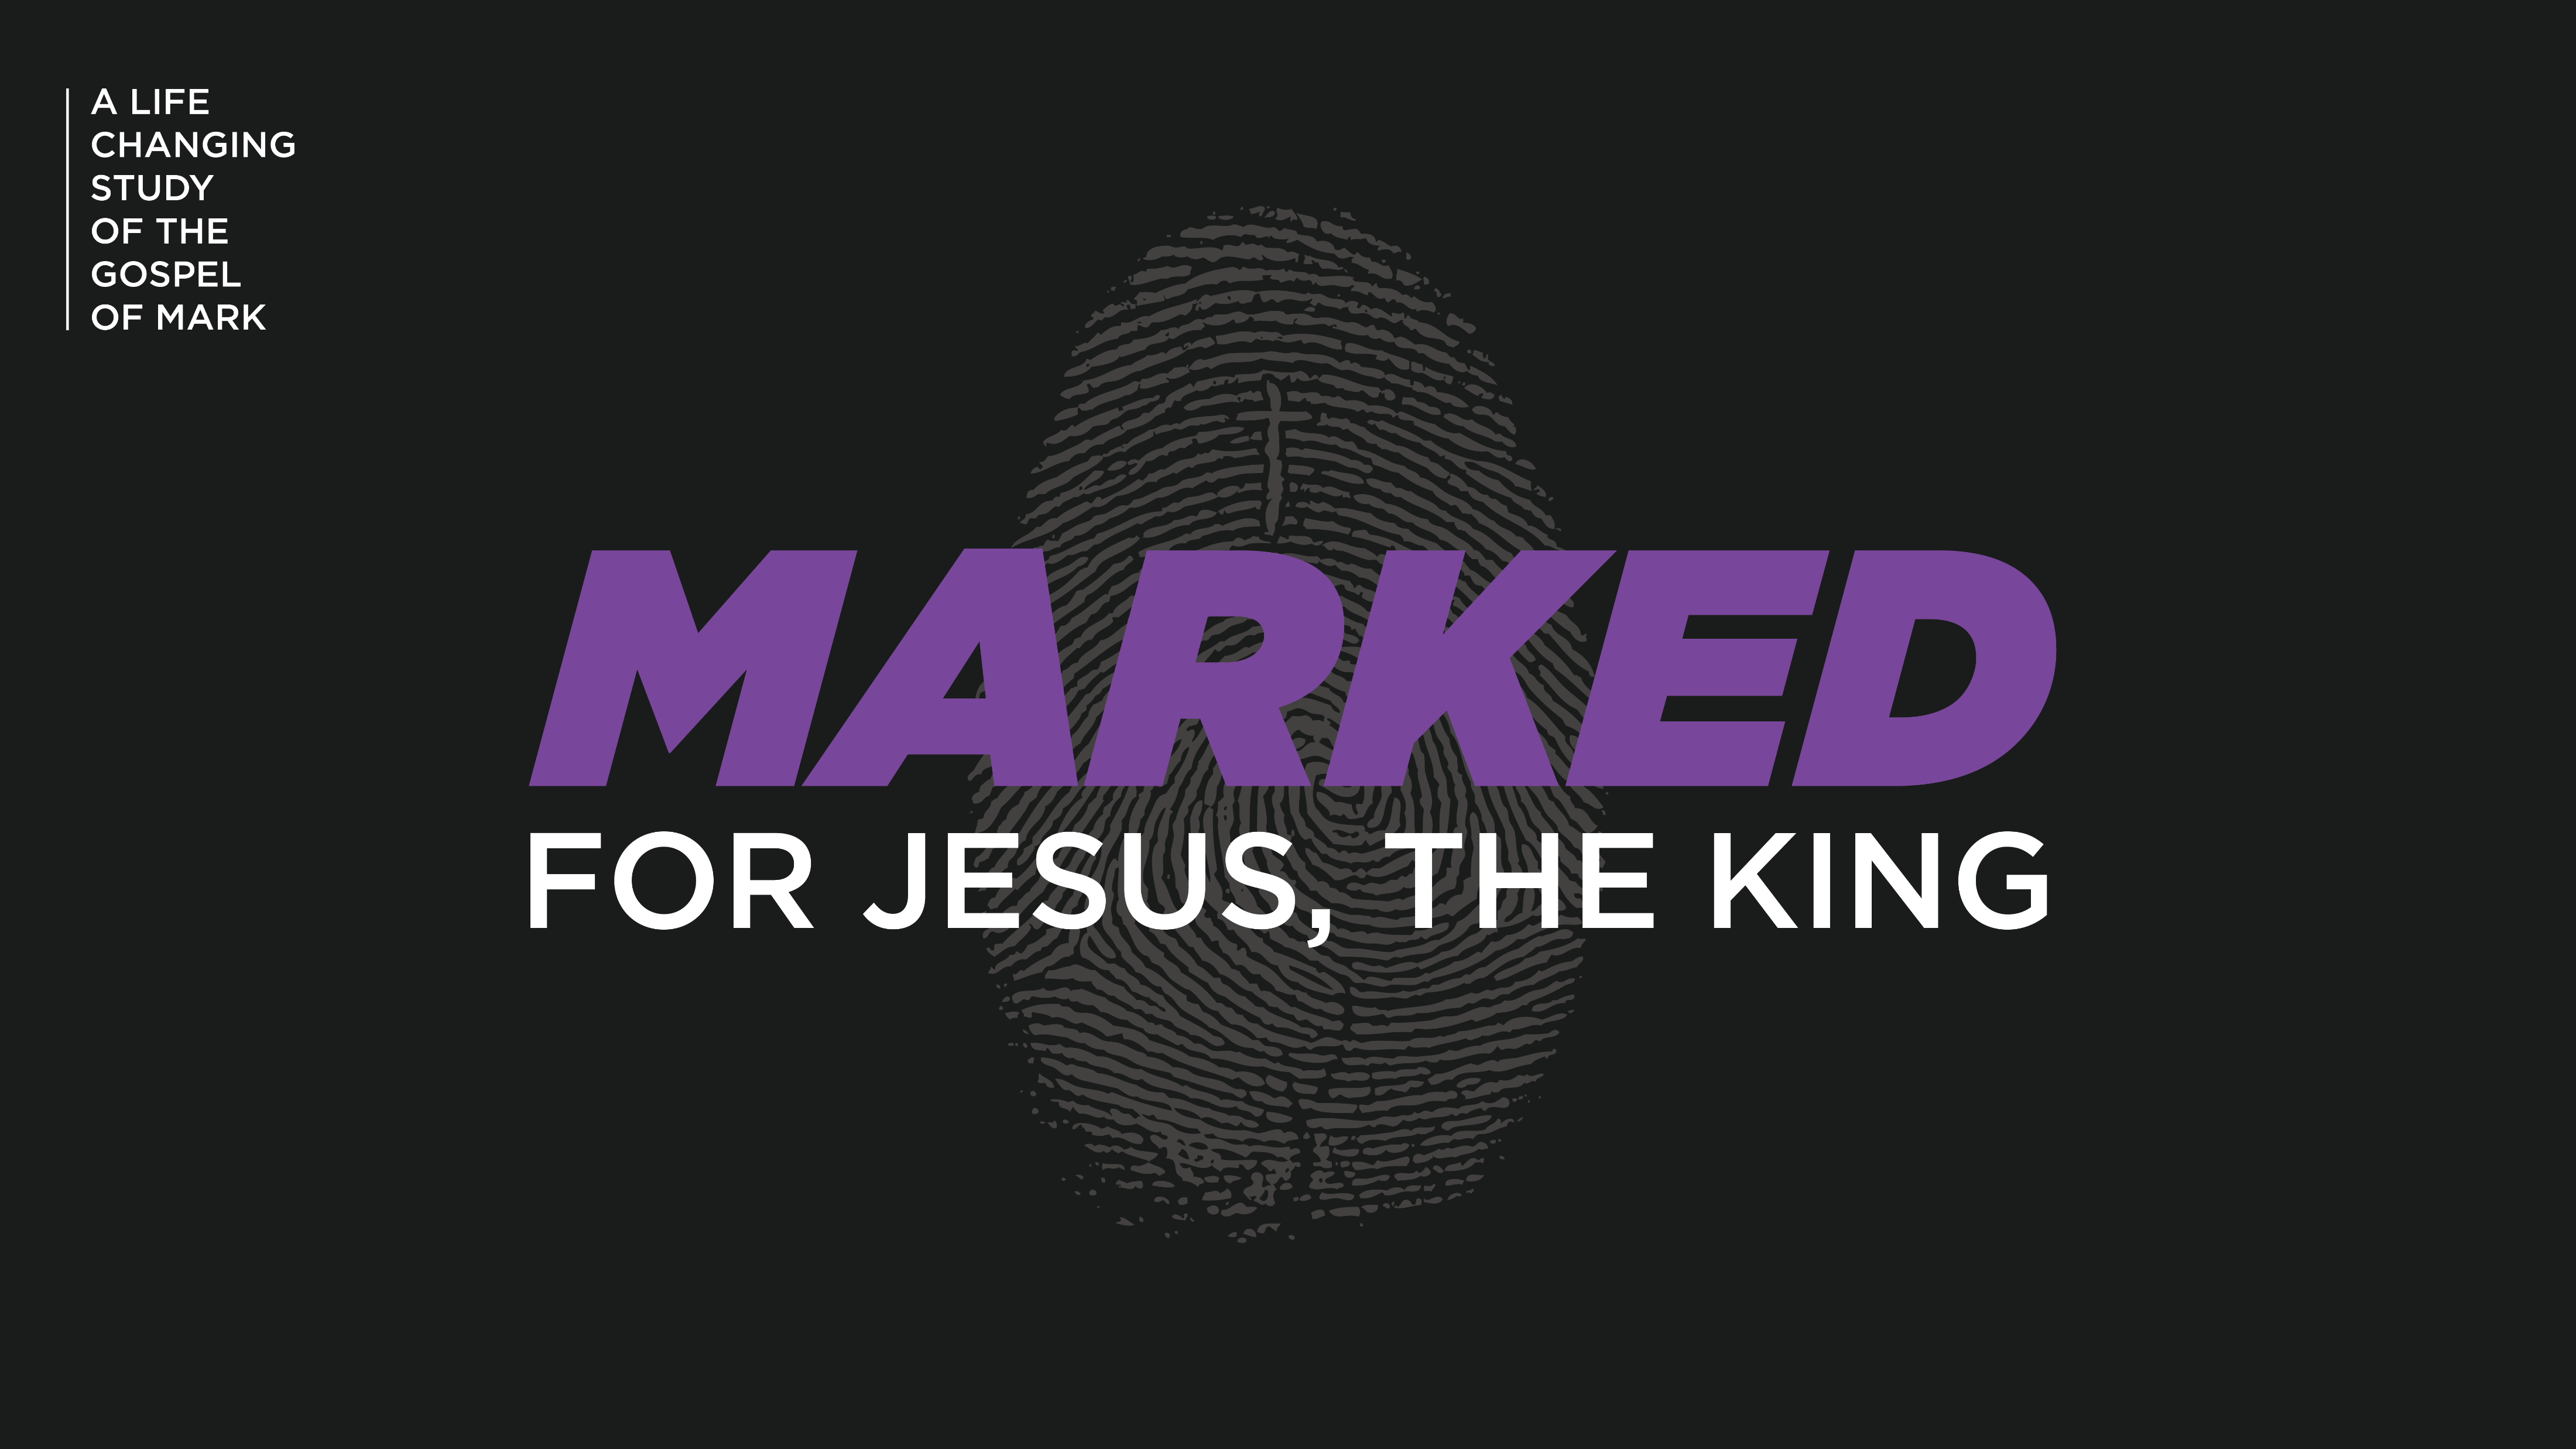 A LIFE
CHANGING
STUDY
OF THE
GOSPEL
OF MARK
MARKED
FOR JESUS, THE KING